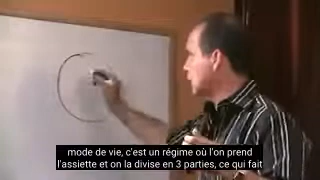 mode de vie, c'est un régime où l'on prend
l'assiette et on la divise en 3 parties, ce qui fait